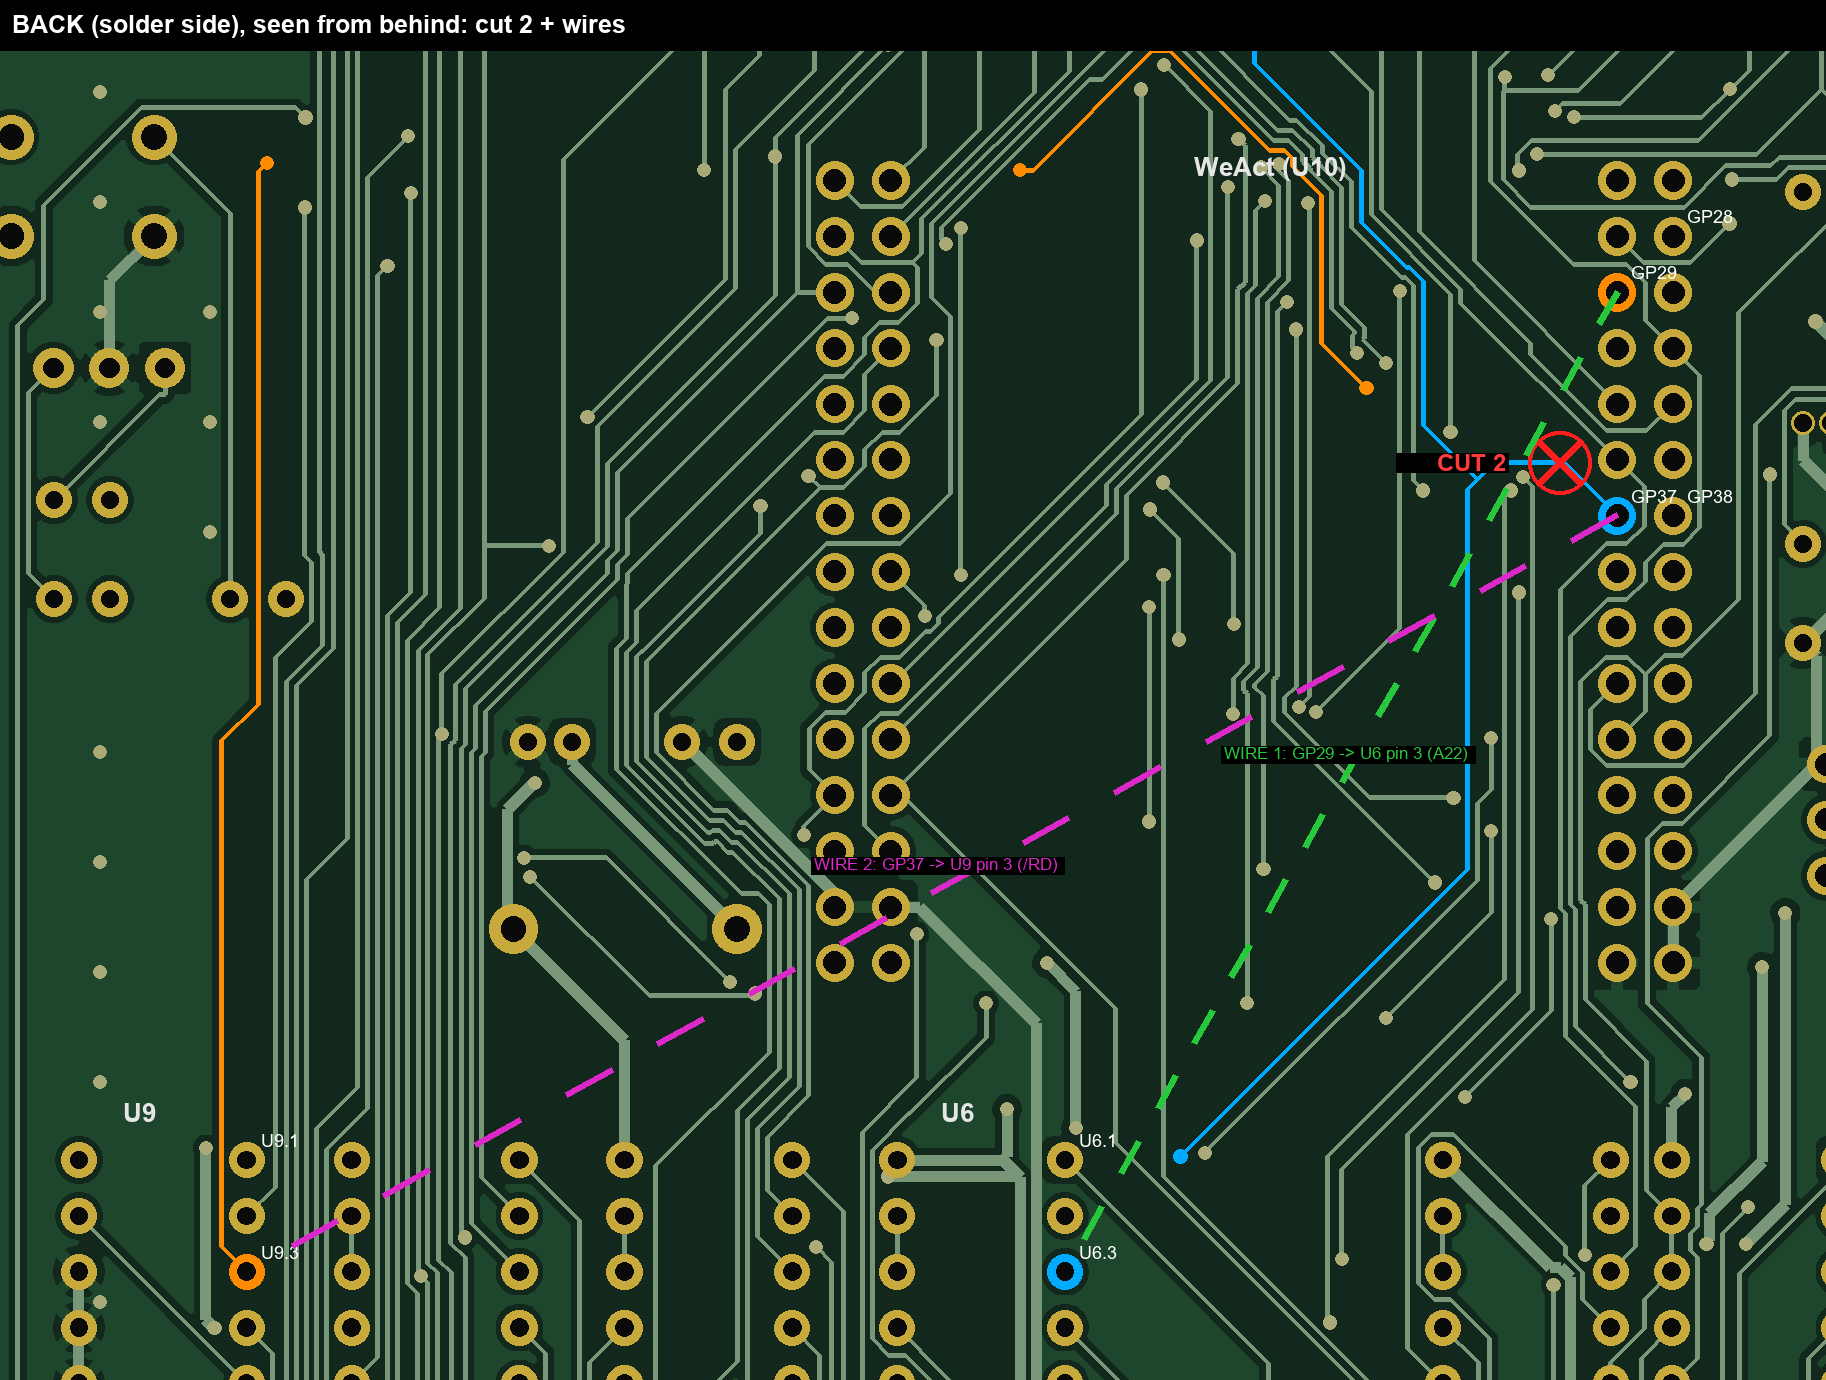 BACK (solder side), seen from behind: cut 2 + wires
WeAct (U10)
GP28
GP29
CUT 2
GP37 GP38
WIRE 1: GP29 -> U6 pin 3 (A22)
WIRE 2: GP37 -> U9 pin 3 (/RD)
U9
U6
U9.1
U6.1
U9.3
U6.3